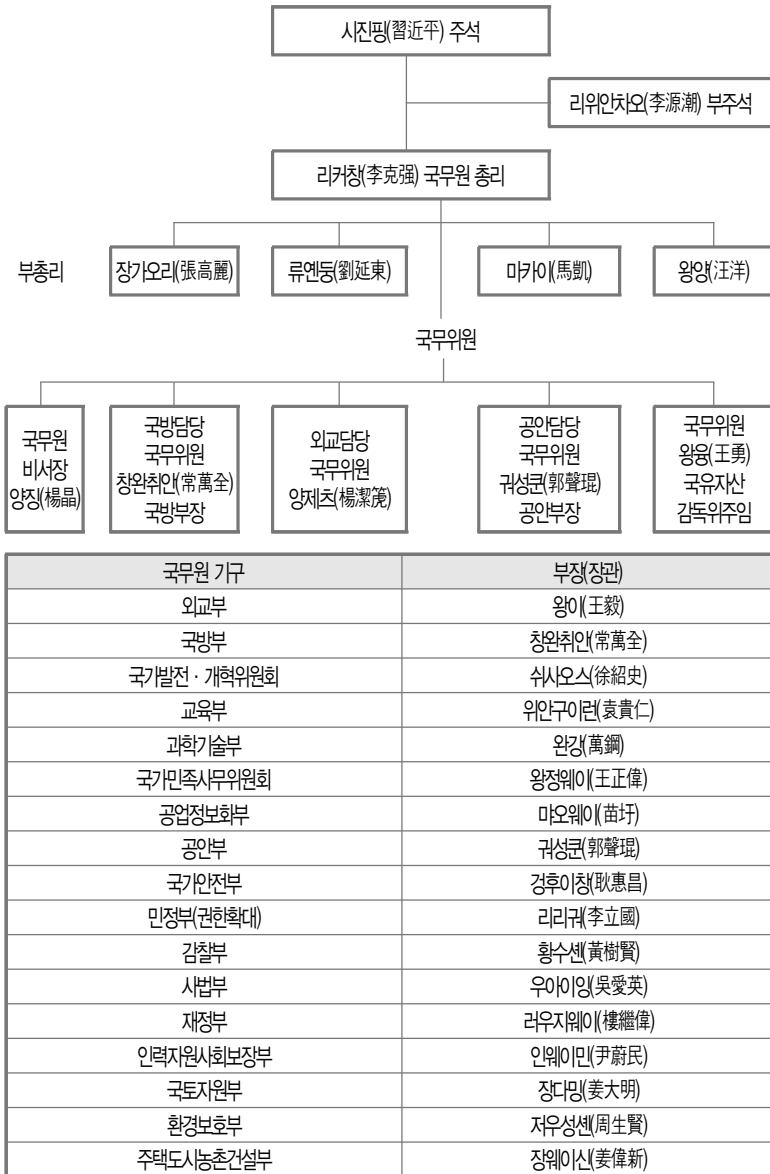 시진핑(習近平) 주석
리위안차오(李源潮) 부주석
리커창(李克强) 국무원 총리
부총리
장가오리(張高麗)
류옌둥(劉延東)
마카이(馬凱)
왕양(汪洋)
국무위원
국무원
비서장
양징(楊晶)
국방담당
국무위원
창완취안(常萬全)
국방부장
외교담당
국무위원
양제츠(楊潔篪)
공안담당
국무위원
궈성쿤(郭聲琨)
공안부장
국무위원
왕융(王勇)
국유자산
감독위주임
국무원 기구 부장(장관)
외교부 왕이(王毅)
국방부 창완취안(常萬全)
국가발전 · 개혁위원회 쉬사오스(徐紹史)
교육부 위안구이런(袁貴仁)
과학기술부 완강(萬鋼)
국가민족사무위원회 왕정웨이(王正偉)
공업정보화부 먀오웨이(苗圩)
공안부 궈성쿤(郭聲琨)
국가안전부 겅후이창(耿惠昌)
민정부(권한확대) 리리궈(李立國)
감찰부 황수셴(黃樹賢)
사법부 우아이잉(吳愛英)
재정부 러우지웨이(樓繼偉)
인력자원사회보장부 인웨이민(尹蔚民)
국토자원부 장다밍(姜大明)
환경보호부 저우성셴(周生賢)
주택도시농촌건설부 장웨이신(姜偉新)